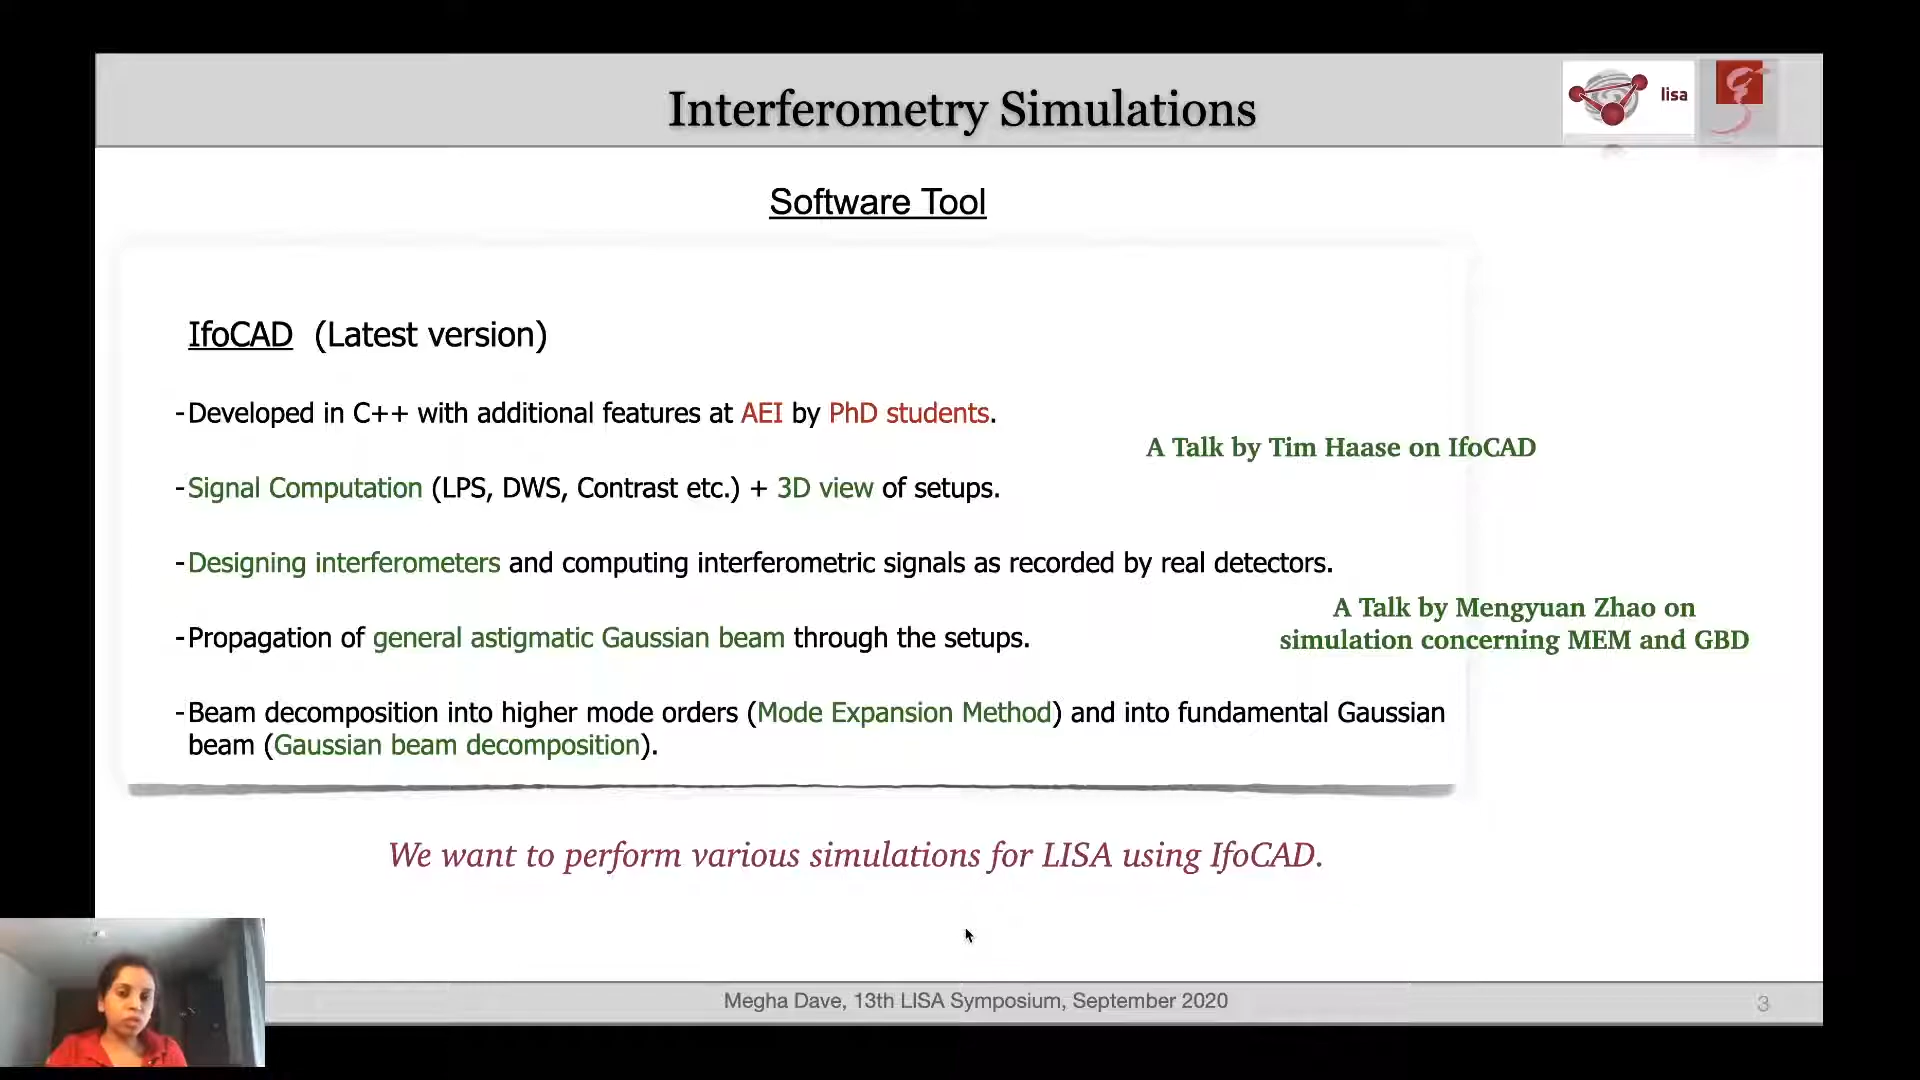 Interferometry Simulations
lisa
Software Tool
IfoCAD (Latest version)
-Developed in C++ with additional features at AEI by PhD students.
A Talk by Tim Haase on IfoCAD
-Signal Computation (LPS, DWS, Contrast etc.) + 3D view of setups.
-Designing interferometers and computing interferometric signals as recorded by real detectors.
A Talk by Mengyuan Zhao on
simulation concerning MEM and GBD
-Propagation of general astigmatic Gaussian beam through the setups.
-Beam decomposition into higher mode orders (Mode Expansion Method) and into fundamental Gaussian
beam (Gaussian beam decomposition).
We want to perform various simulations for LISA using IfoCAD.
Megha Dave, 13th LISA Symposium, September 2020
3